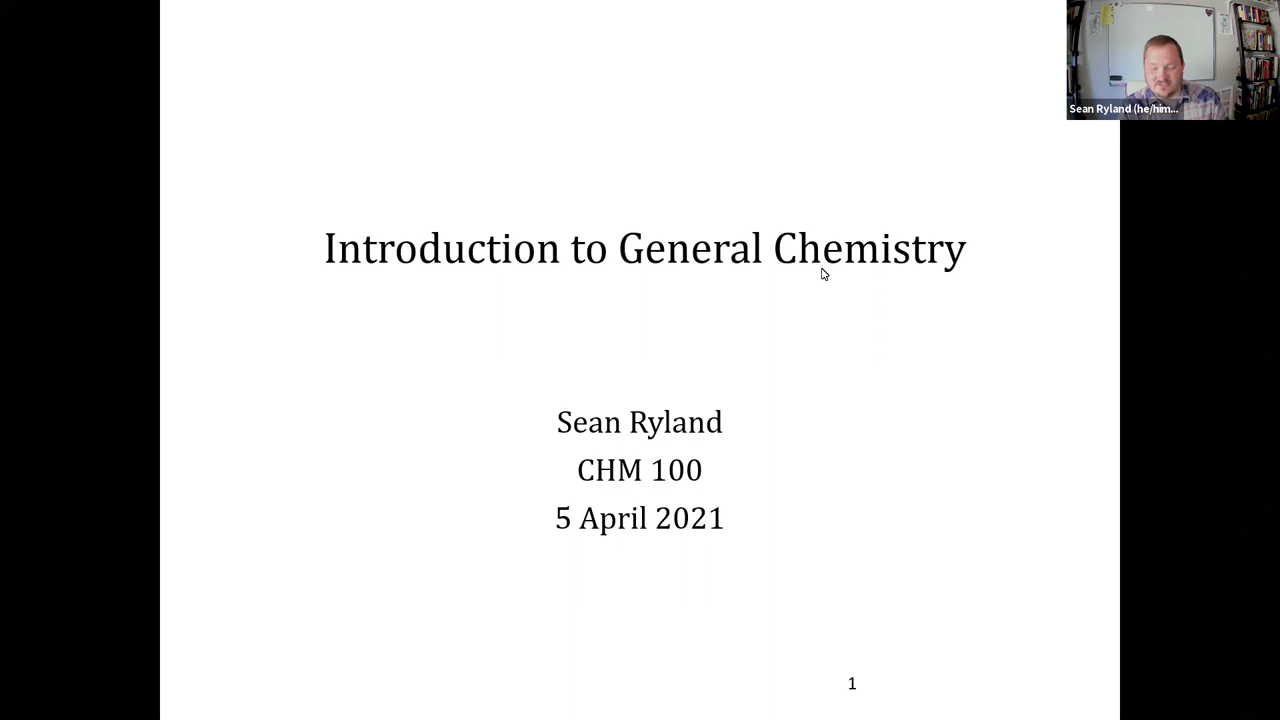 Sean Ryland (he/him...
Introduction to General Chemistry
Sean Ryland
CHM 100
5 April 2021
1